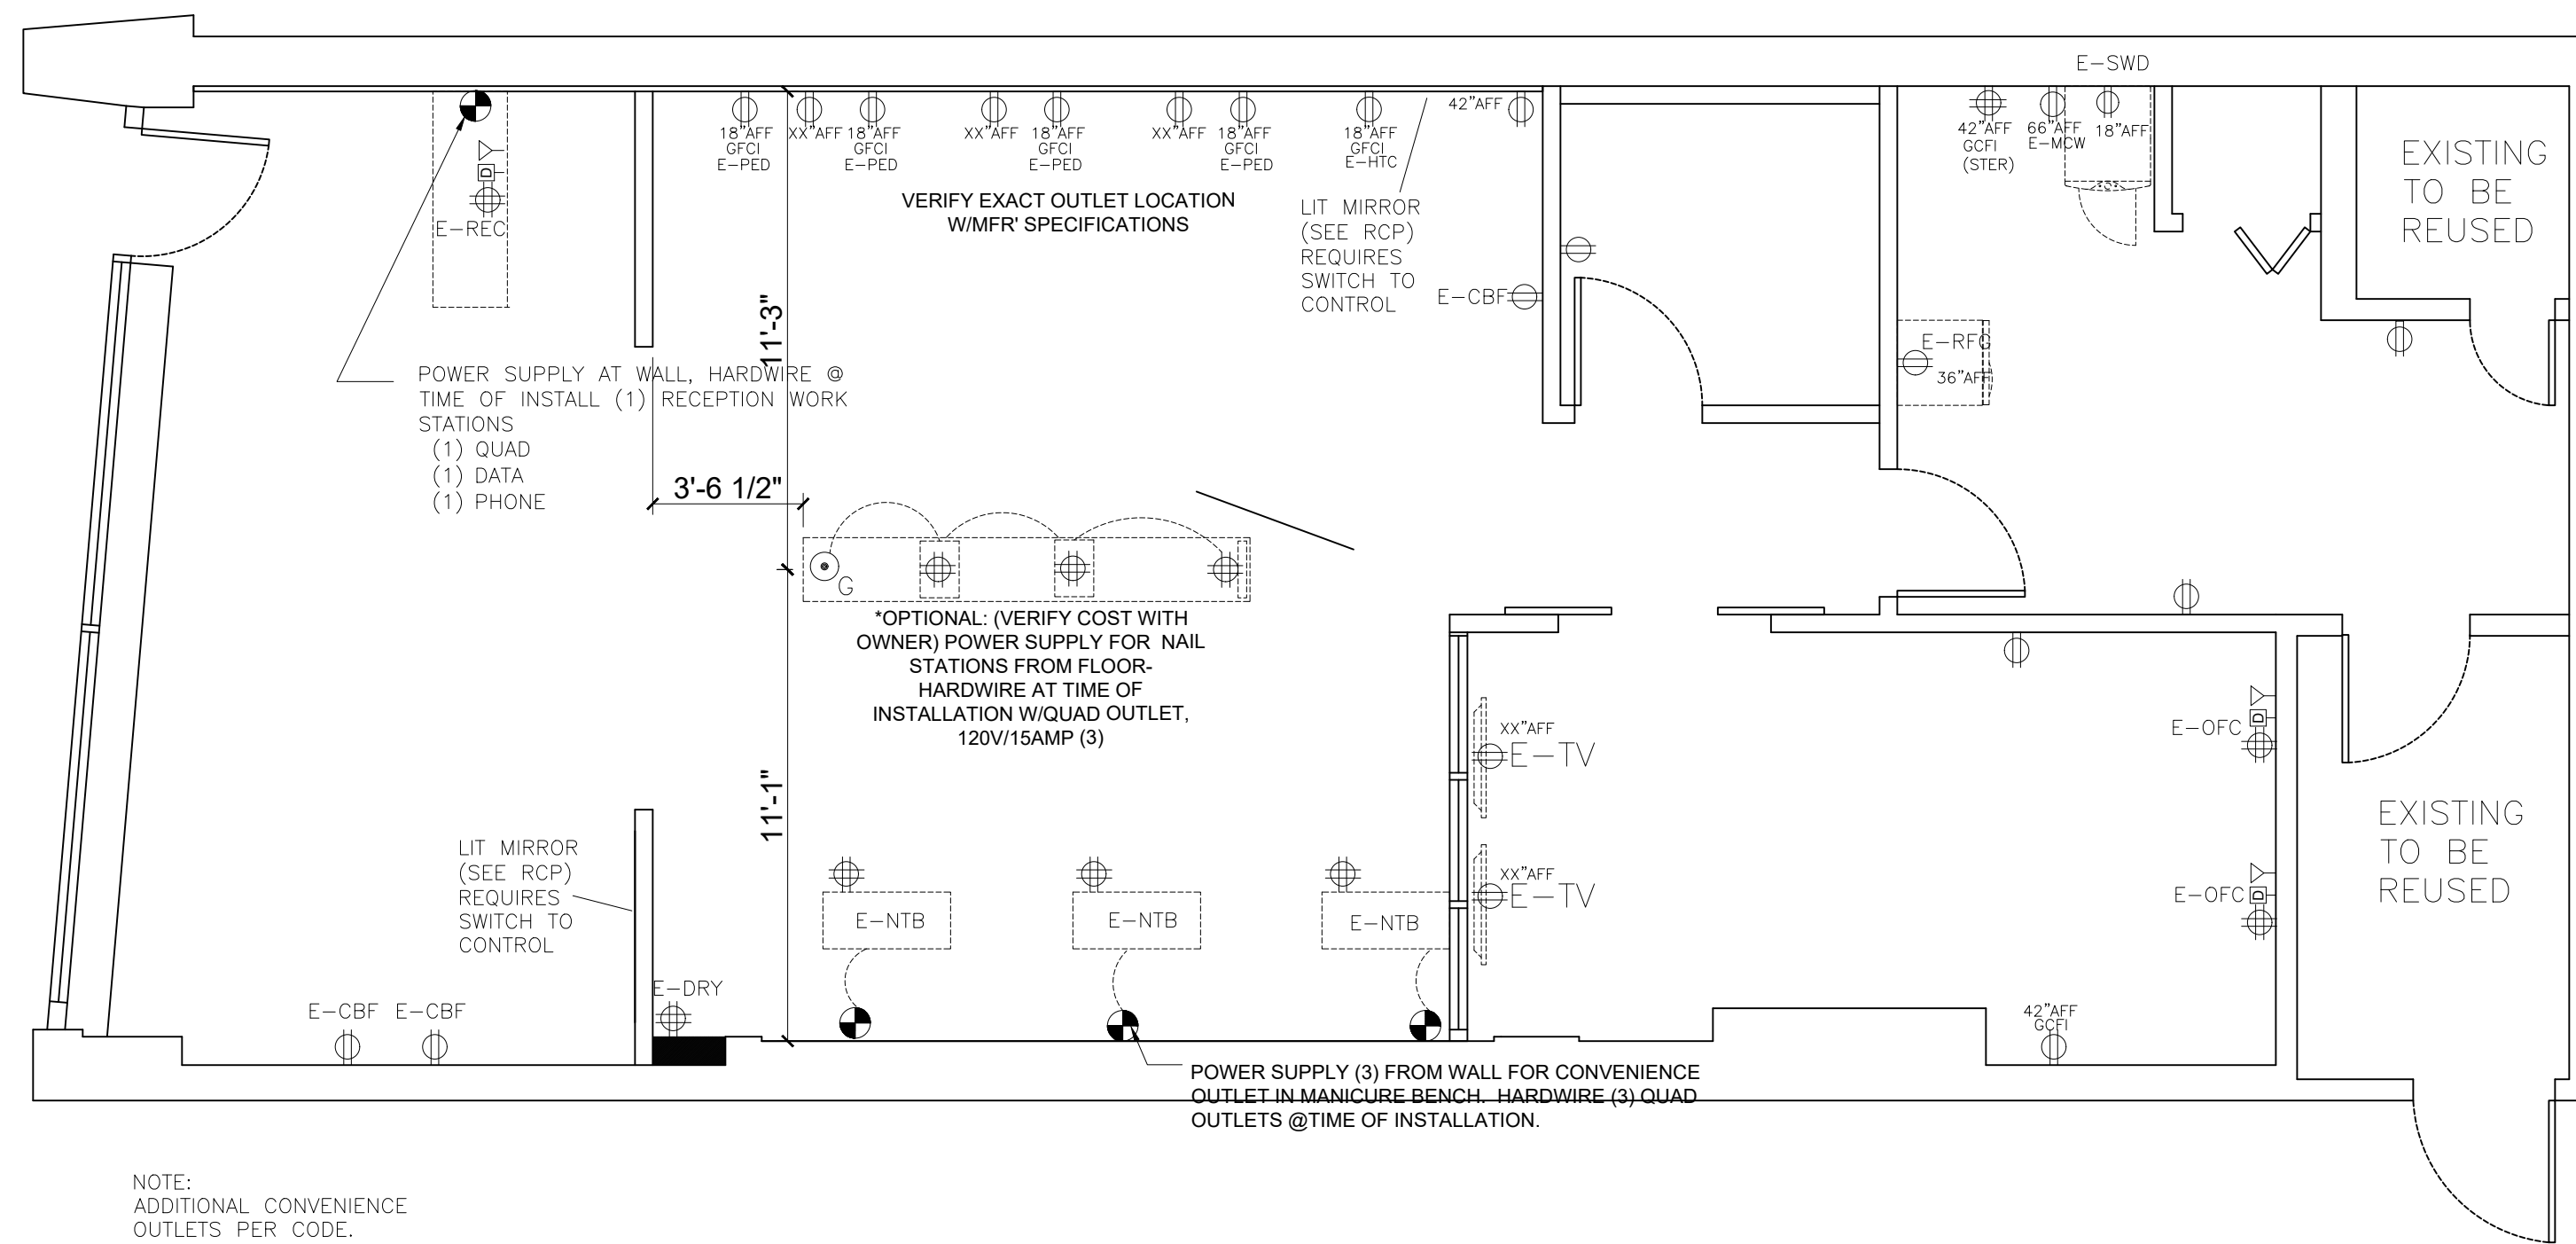 E-SWD
18"AFF
GFCI
E-PED
XX"AFF
18"AFF
GFCI
E-PED
XX"AFF
18"AFF
GFCI
E-PED
XX"AFF
18"AFF
GFCI
E-PED
18"AFF
GFCI
E-HTC
42"AFF
42"AFF
GCFI
(STER)
66"AFF
E-MCW
18"AFF
EXISTING
TO BE
REUSED
D
E-REC
VERIFY EXACT OUTLET LOCATION
W/MFR' SPECIFICATIONS
LIT MIRROR
(SEE RCP)
REQUIRES
SWITCH TO
CONTROL
E-CBF
11'-3"
E-RFG
36"AFF
POWER SUPPLY AT WALL, HARDWIRE @
TIME OF INSTALL (1) RECEPTION WORK
STATIONS
(1) QUAD
(1) DATA
(1) PHONE
3'-6 1/2"
G
*OPTIONAL: (VERIFY COST WITH
OWNER) POWER SUPPLY FOR NAIL
STATIONS FROM FLOOR-
HARDWIRE AT TIME OF
INSTALLATION W/QUAD OUTLET,
120V/15AMP (3)
XX"AFF
E-TV
D
E-OFC
11'-1"
EXISTING
TO BE
REUSED
LIT MIRROR
(SEE RCP)
REQUIRES
SWITCH TO
CONTROL
XX"AFF
E-TV
D
E-OFC
E-NTB
E-NTB
E-NTB
E-DRY
E-CBF E-CBF
42"AFF
GCFI
POWER SUPPLY (3) FROM WALL FOR CONVENIENCE
OUTLET IN MANICURE BENCH. HARDWIRE (3) QUAD
OUTLETS @TIME OF INSTALLATION.
NOTE:
ADDITIONAL CONVENIENCE
OUTLETS PER CODE.